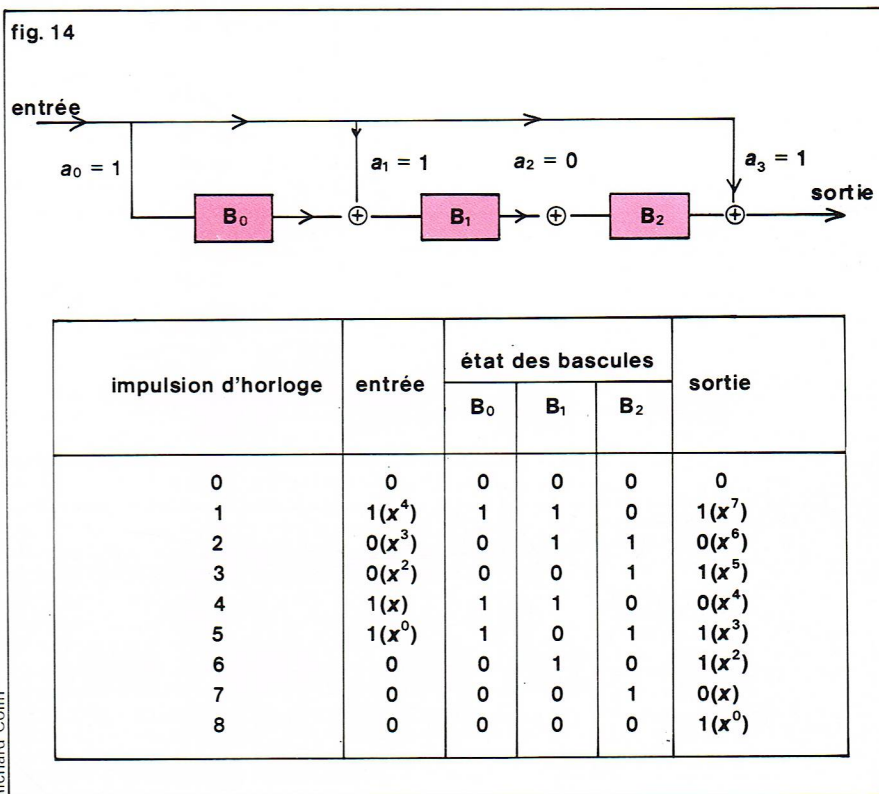 fig. 14
entrée
a₀ = 1
a₁ = 1
a₂ = 0
a₃ = 1
sortie
B₀
B₁
B₂
impulsion d'horloge entrée état des bascules sortie
B₀ B₁ B₂
0 0 0 0 0 0
1 1(x⁴) 1 1 0 1(x⁷)
2 0(x³) 0 1 1 0(x⁶)
3 0(x²) 0 0 1 1(x⁵)
4 1(x) 1 1 0 0(x⁴)
5 1(x⁰) 1 0 1 1(x³)
6 0 0 1 0 1(x²)
7 0 0 0 1 0(x)
8 0 0 0 0 1(x⁰)